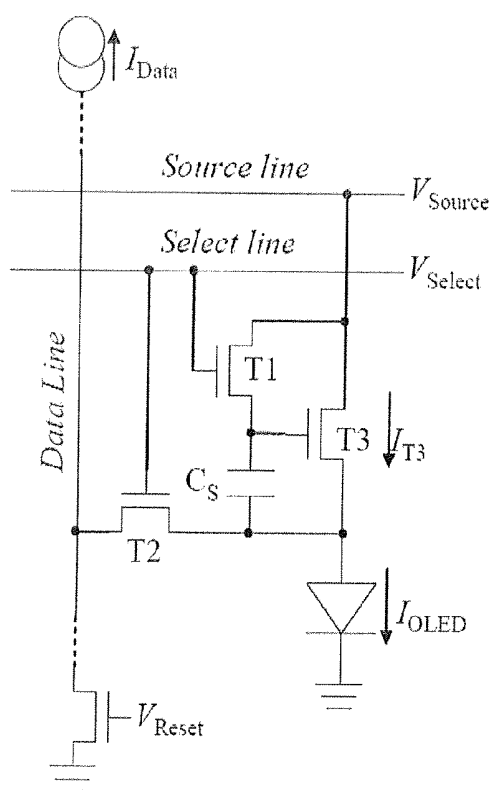 I_Data
Source line
V_Source
Select line
V_Select
T1
Data Line
T3
I_T3
C_S
T2
I_OLED
V_Reset